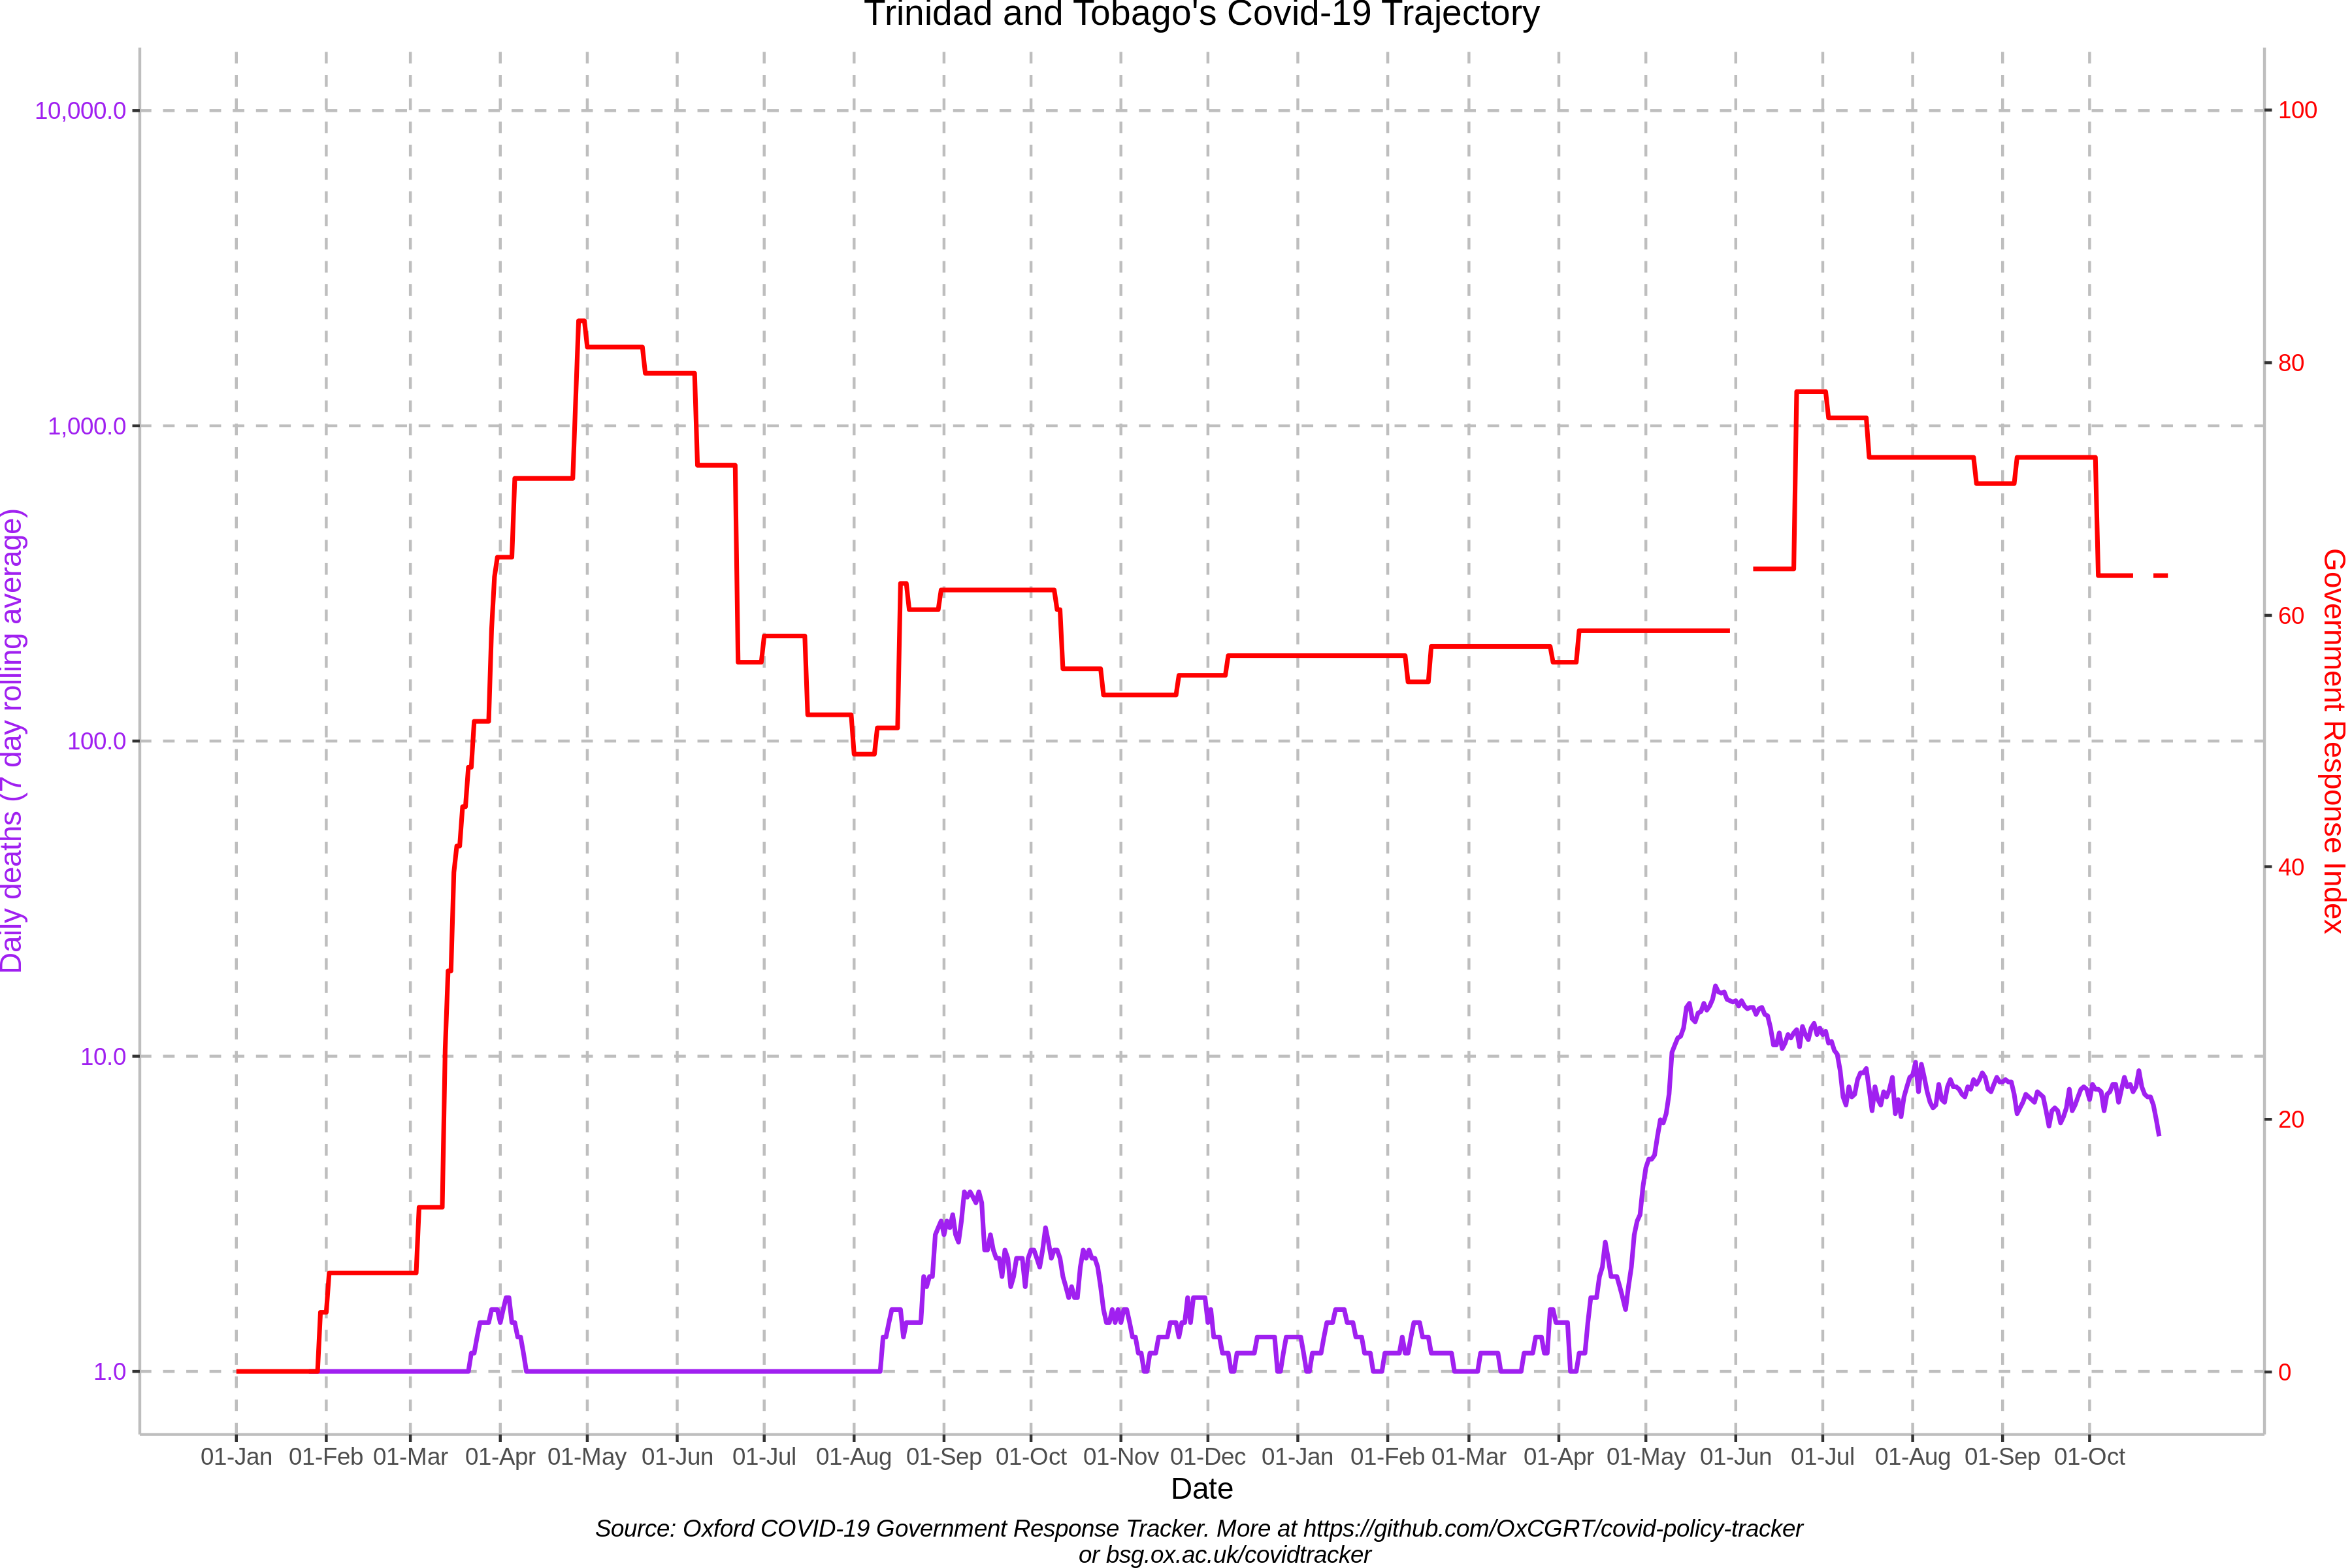 Trinidad and Tobago's Covid-19 Trajectory
10,000.0
1,000.0
100.0
10.0
1.0
Daily deaths (7 day rolling average)
100
80
60
40
20
0
Government Response Index
01-Jan 01-Feb 01-Mar 01-Apr 01-May 01-Jun 01-Jul 01-Aug 01-Sep 01-Oct 01-Nov 01-Dec 01-Jan 01-Feb 01-Mar 01-Apr 01-May 01-Jun 01-Jul 01-Aug 01-Sep 01-Oct
Date
Source: Oxford COVID-19 Government Response Tracker. More at https://github.com/OxCGRT/covid-policy-tracker
or bsg.ox.ac.uk/covidtracker